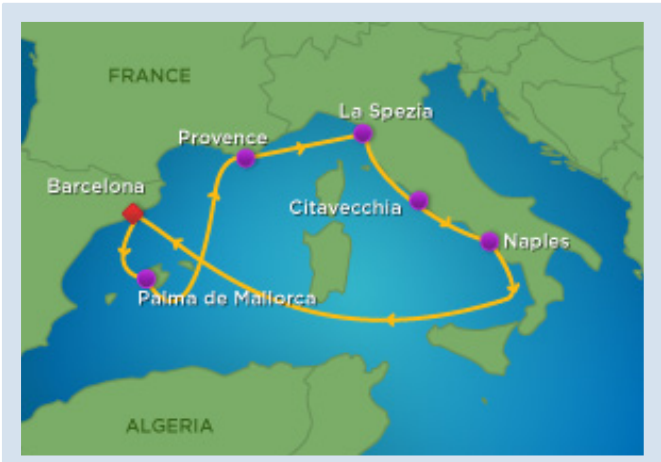 FRANCE
La Spezia
Provence
Barcelona
Citavecchia
Naples
Palma de Mallorca
ALGERIA